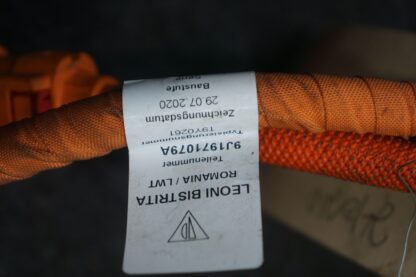 LEONI BISTRITA
ROMANIA / LWT
Teilenummer
9J1971079A
Typisierungsnummer
T9Y0261
Zeichnungsdatum
29.07.2020
Baustufe